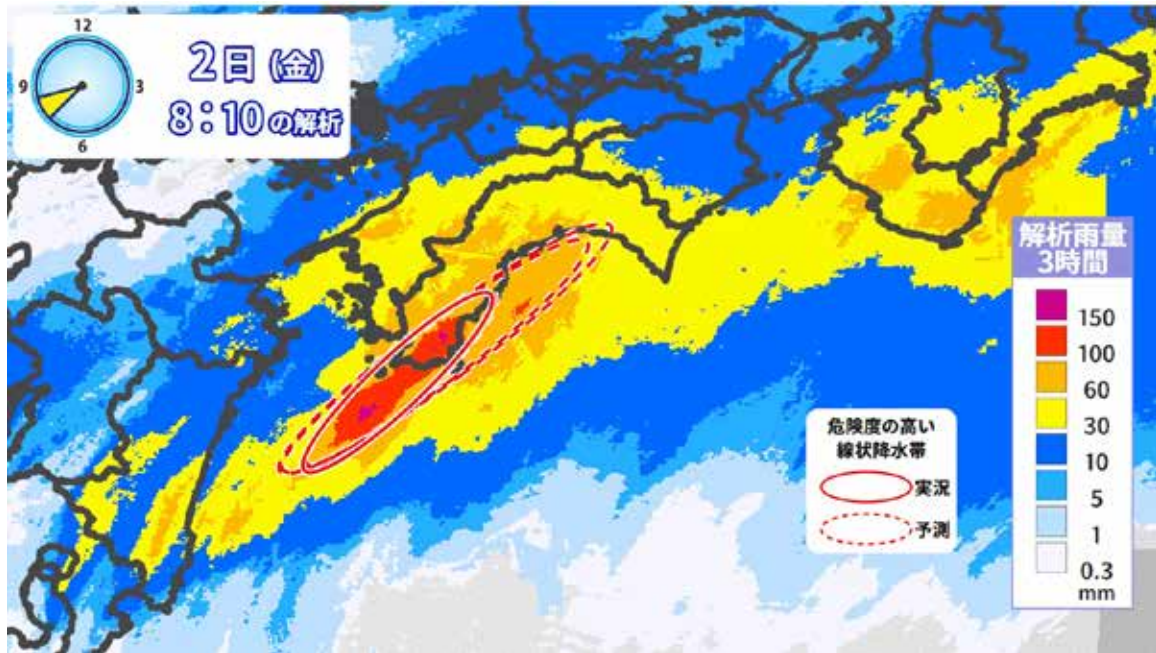 12
9
3
6
2日(金)
8:10の解析
解析雨量
3時間
150
100
60
30
10
5
1
0.3
mm
危険度の高い
線状降水帯
実況
予測